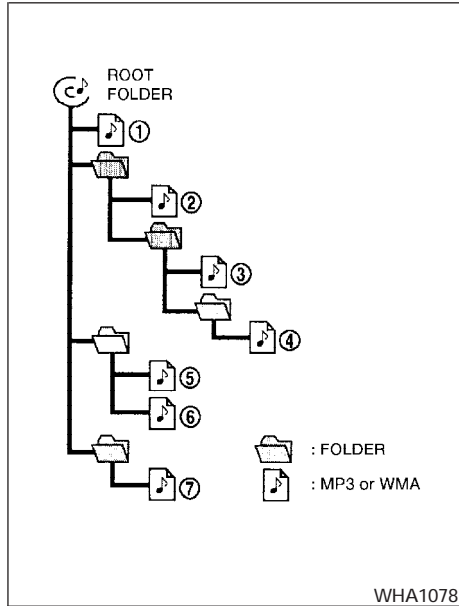 ROOT
FOLDER
①
②
③
④
⑤
⑥
⑦
: FOLDER
: MP3 or WMA
WHA1078